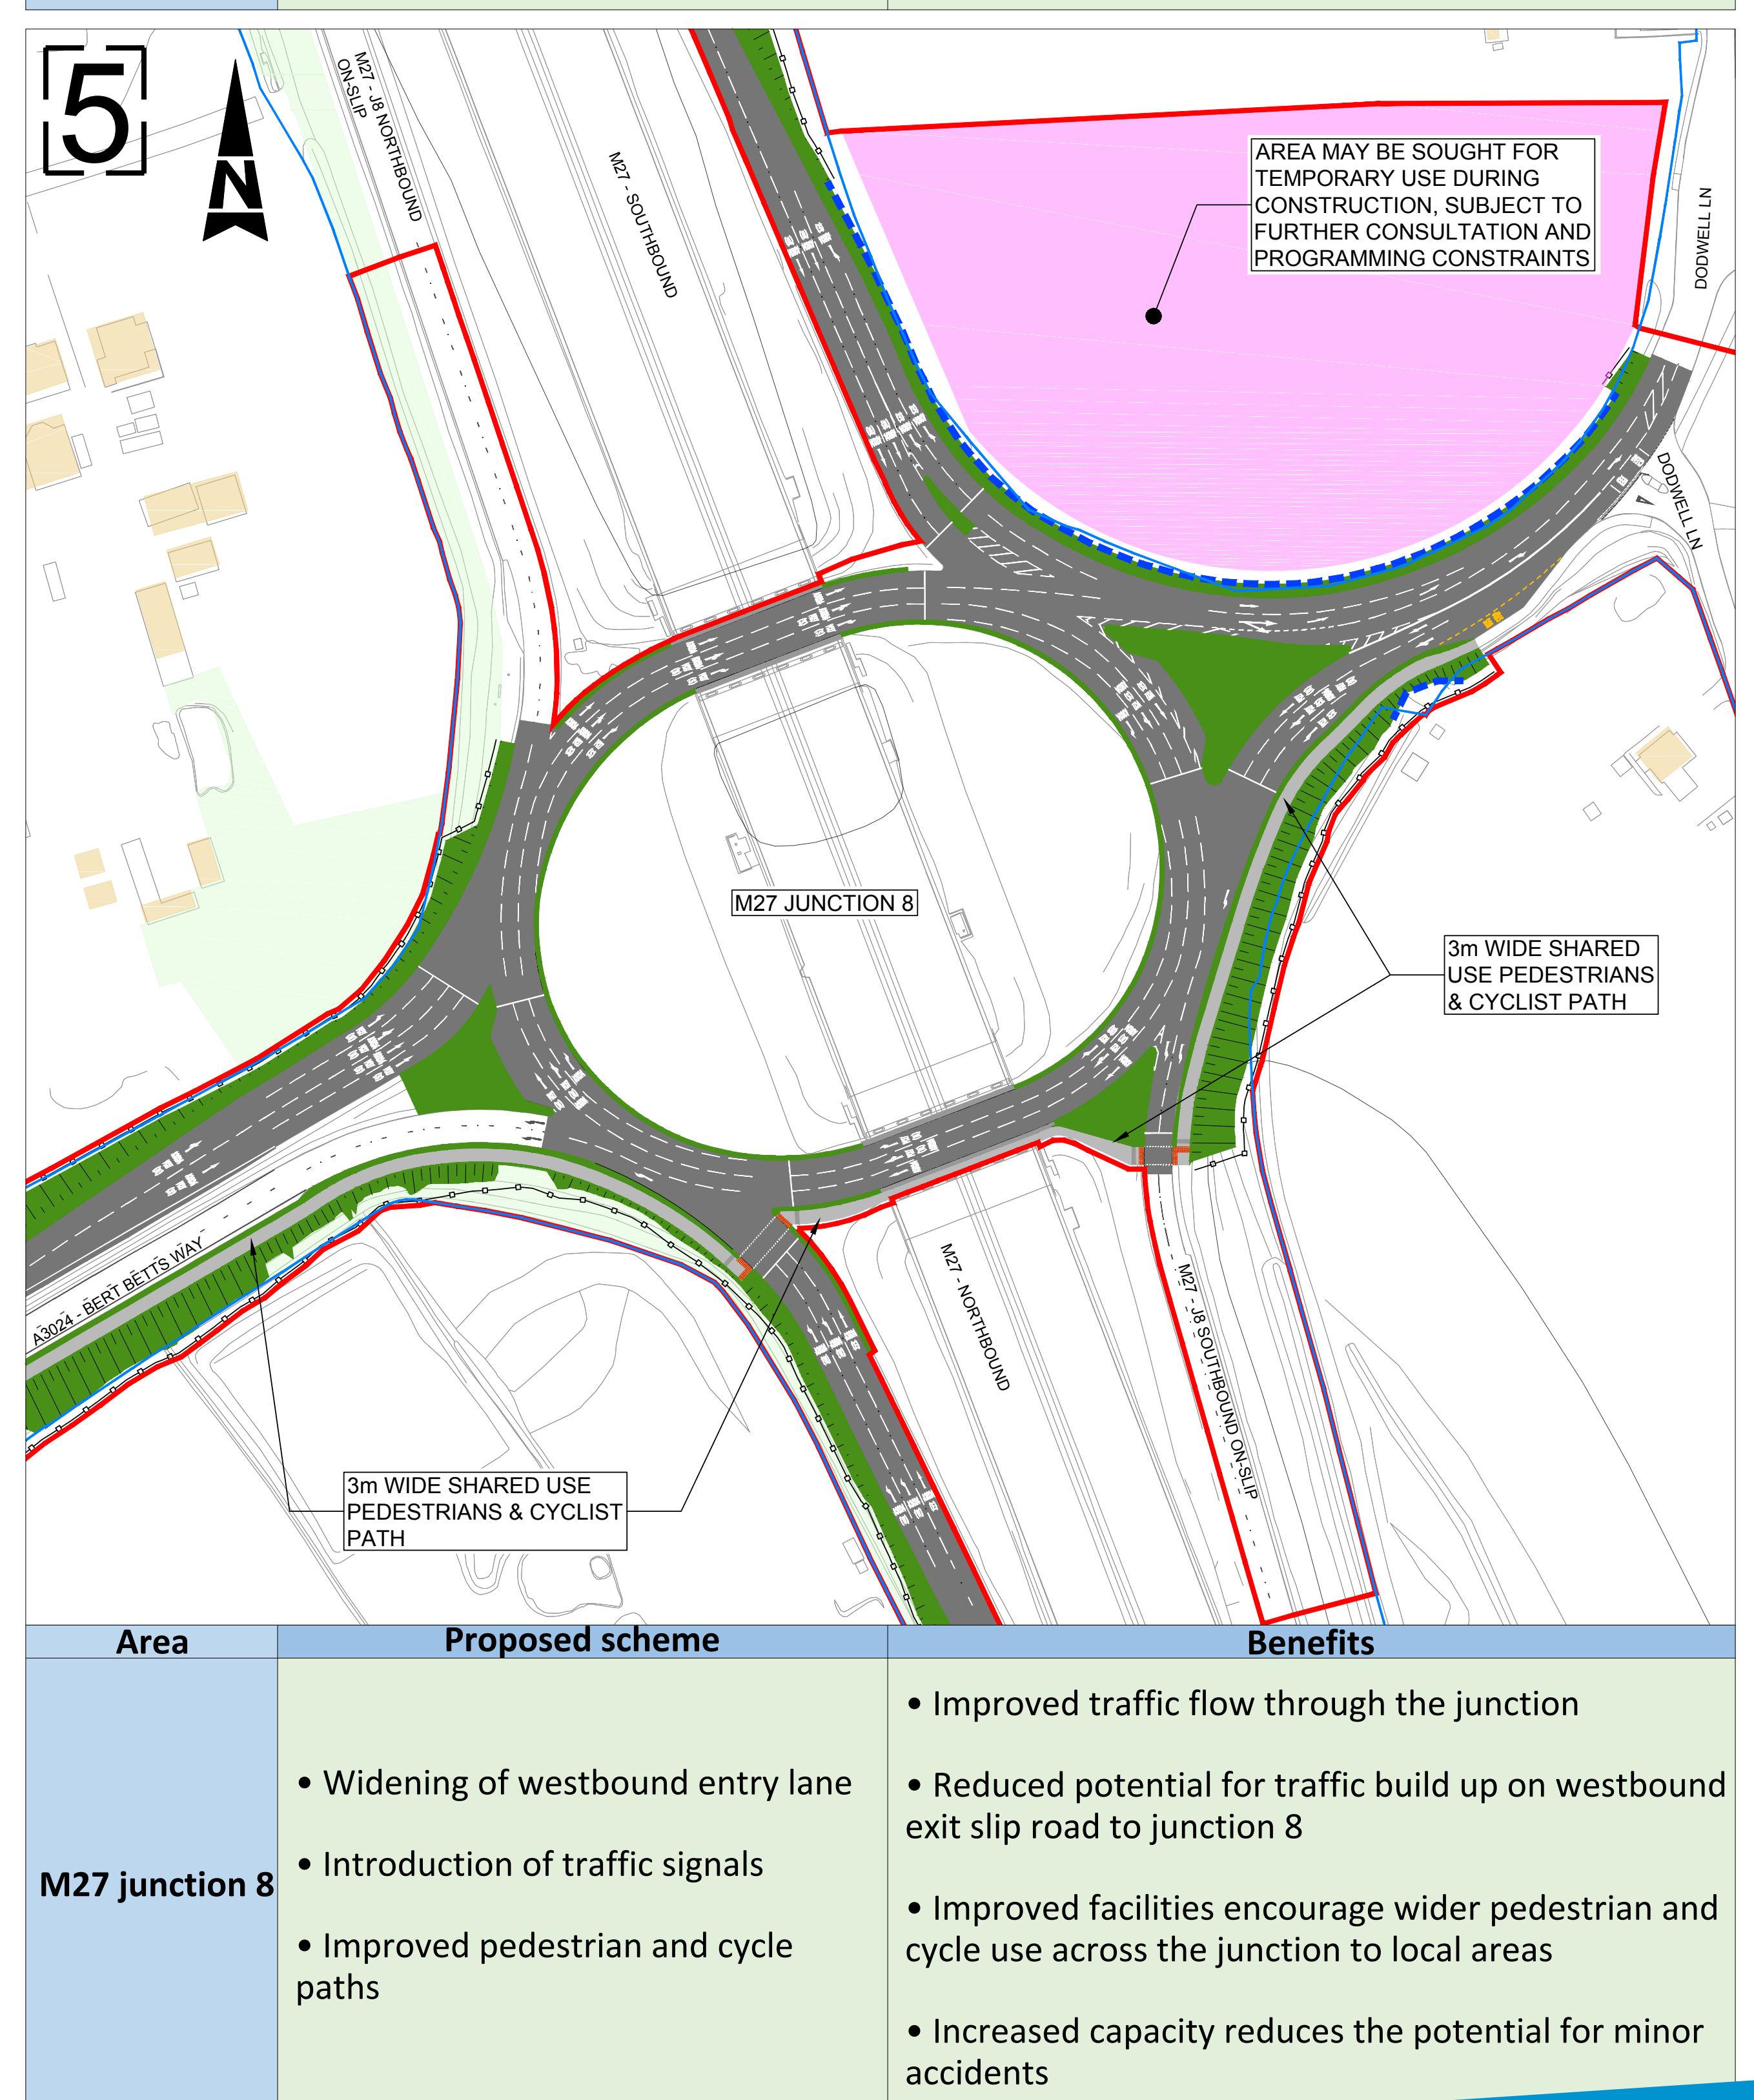 5
N
M27 - J8 NORTHBOUND
ON-SLIP
M27 - SOUTHBOUND
AREA MAY BE SOUGHT FOR
TEMPORARY USE DURING
CONSTRUCTION, SUBJECT TO
FURTHER CONSULTATION AND
PROGRAMMING CONSTRAINTS
DODWELL LN
DODWELL LN
M27 JUNCTION 8
3m WIDE SHARED
USE PEDESTRIANS
& CYCLIST PATH
A3024 - BERT BETTS WAY
M27 - NORTHBOUND
M27 - J8 SOUTHBOUND ON-SLIP
3m WIDE SHARED USE
PEDESTRIANS & CYCLIST
PATH
Area
Proposed scheme
Benefits
M27 junction 8
• Widening of westbound entry lane
• Introduction of traffic signals
• Improved pedestrian and cycle
paths
• Improved traffic flow through the junction
• Reduced potential for traffic build up on westbound
exit slip road to junction 8
• Improved facilities encourage wider pedestrian and
cycle use across the junction to local areas
• Increased capacity reduces the potential for minor
accidents